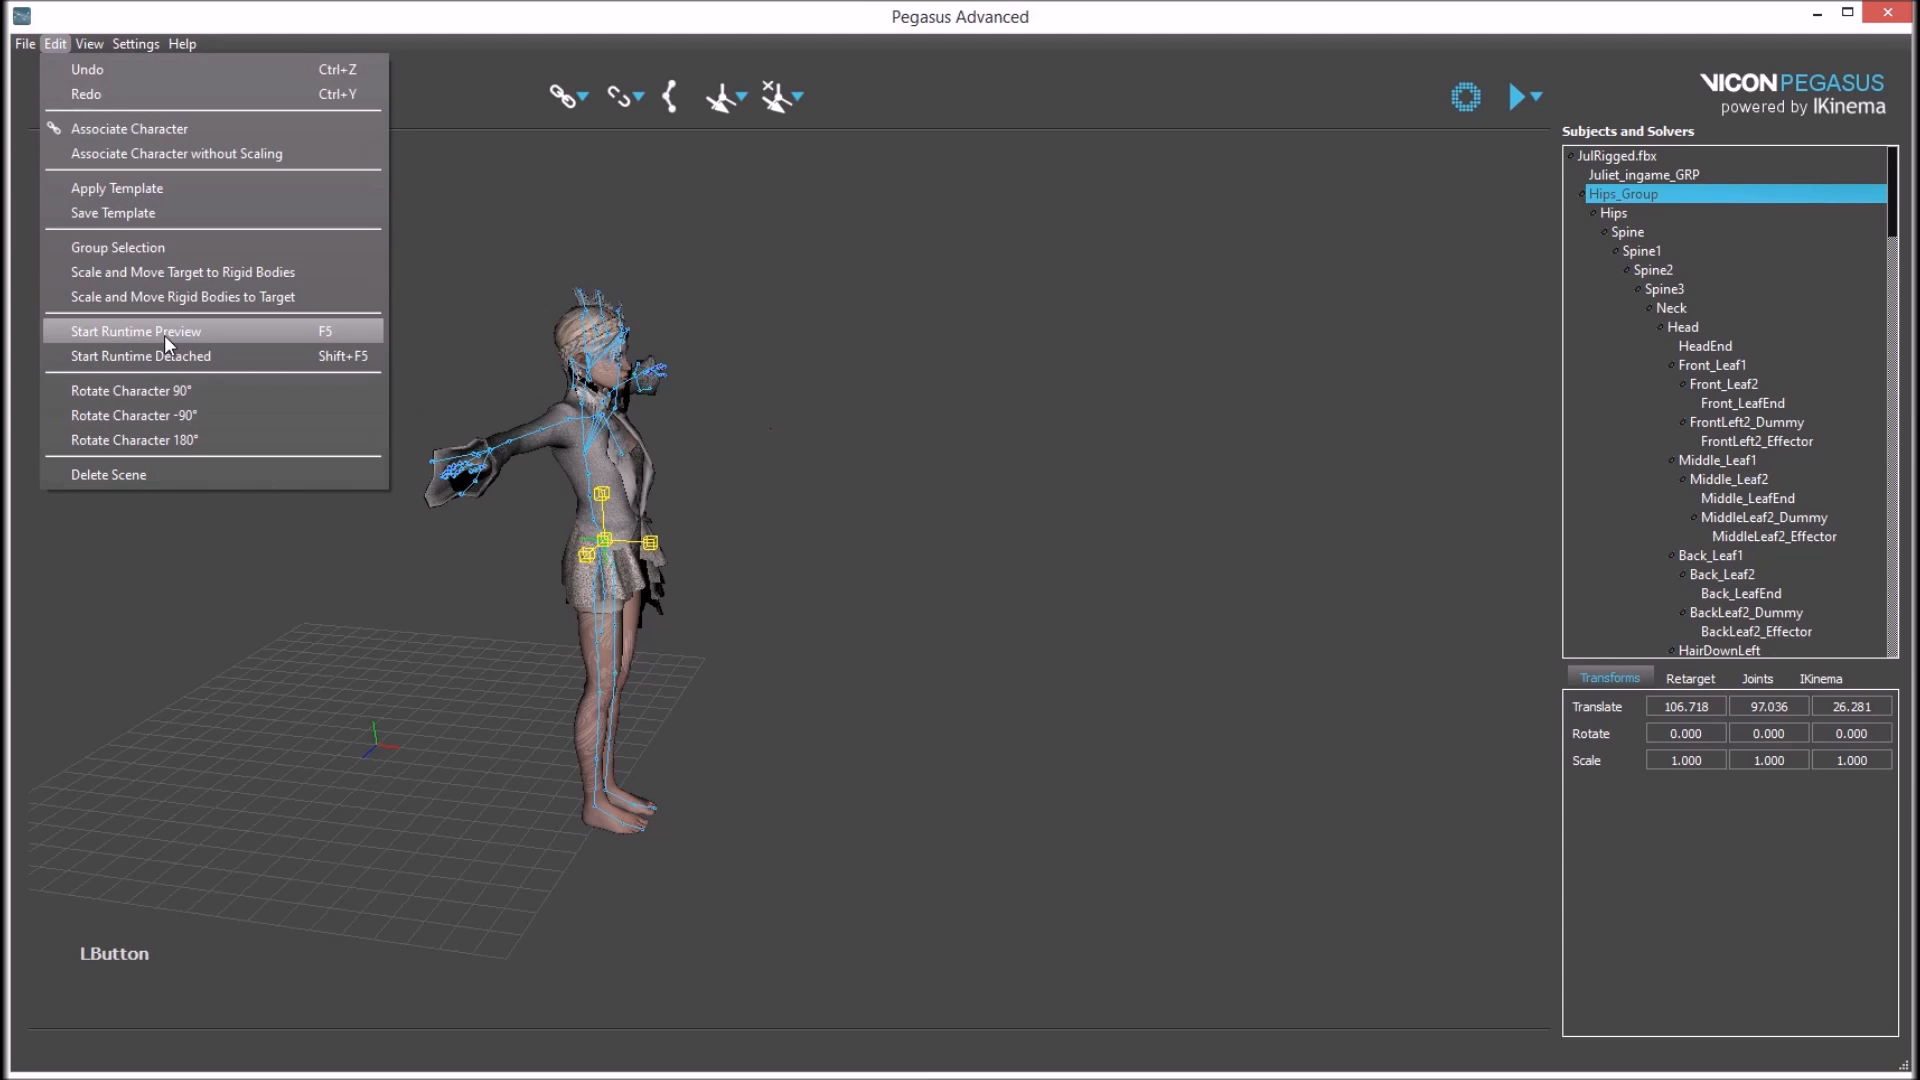 Pegasus Advanced
File Edit View Settings Help
Undo Ctrl+Z
Redo Ctrl+Y
Associate Character
Associate Character without Scaling
Apply Template
Save Template
Group Selection
Scale and Move Target to Rigid Bodies
Scale and Move Rigid Bodies to Target
Start Runtime Preview F5
Start Runtime Detached Shift+F5
Rotate Character 90°
Rotate Character -90°
Rotate Character 180°
Delete Scene
LButton
VICON PEGASUS
powered by IKinema
Subjects and Solvers
JulRigged.fbx
Juliet_ingame_GRP
Hips_Group
Hips
Spine
Spine1
Spine2
Spine3
Neck
Head
HeadEnd
Front_Leaf1
Front_Leaf2
Front_LeafEnd
FrontLeft2_Dummy
FrontLeft2_Effector
Middle_Leaf1
Middle_Leaf2
Middle_LeafEnd
MiddleLeaf2_Dummy
MiddleLeaf2_Effector
Back_Leaf1
Back_Leaf2
Back_LeafEnd
BackLeaf2_Dummy
BackLeaf2_Effector
HairDownLeft
Transforms Retarget Joints IKinema
Translate 106.718 97.036 26.281
Rotate 0.000 0.000 0.000
Scale 1.000 1.000 1.000